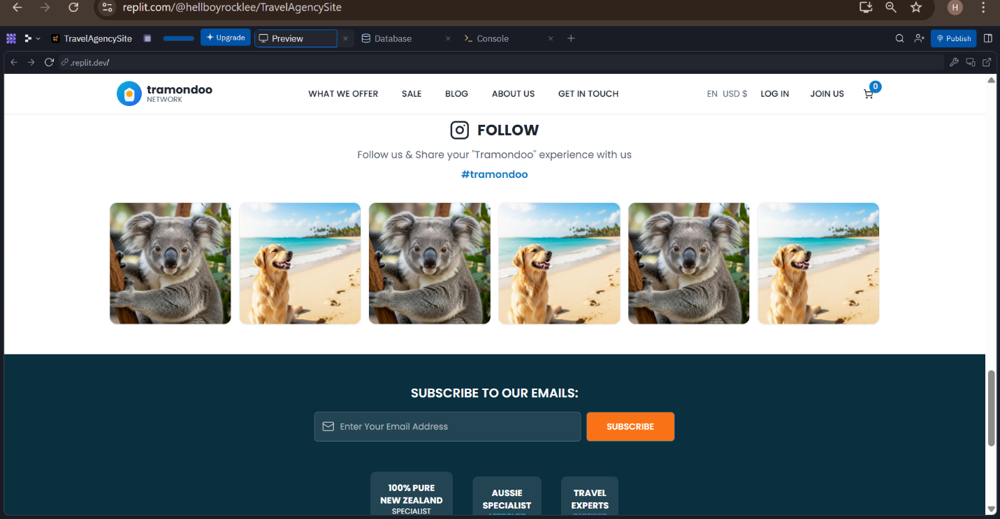 replit.com/@hellboyrocklee/TravelAgencySite
H
TravelAgencySite
Upgrade
Preview
Database
Console
Publish
.replit.dev/
tramondoo
NETWORK
WHAT WE OFFER
SALE
BLOG
ABOUT US
GET IN TOUCH
EN
USD $
LOG IN
JOIN US
0
FOLLOW
Follow us & Share your "Tramondoo" experience with us
#tramondoo
SUBSCRIBE TO OUR EMAILS:
Enter Your Email Address
SUBSCRIBE
100% PURE
NEW ZEALAND
SPECIALIST
AUSSIE
SPECIALIST
TRAVEL
EXPERTS